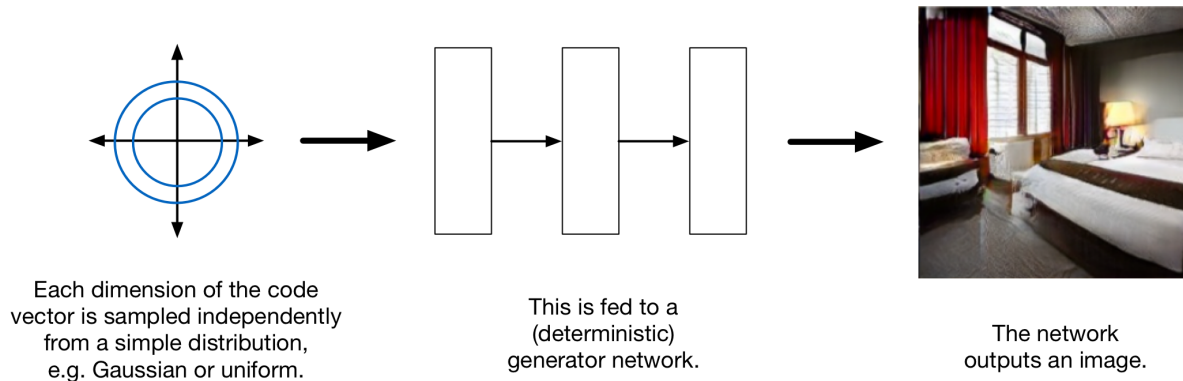 Each dimension of the code
vector is sampled independently
from a simple distribution,
e.g. Gaussian or uniform.
This is fed to a
(deterministic)
generator network.
The network
outputs an image.